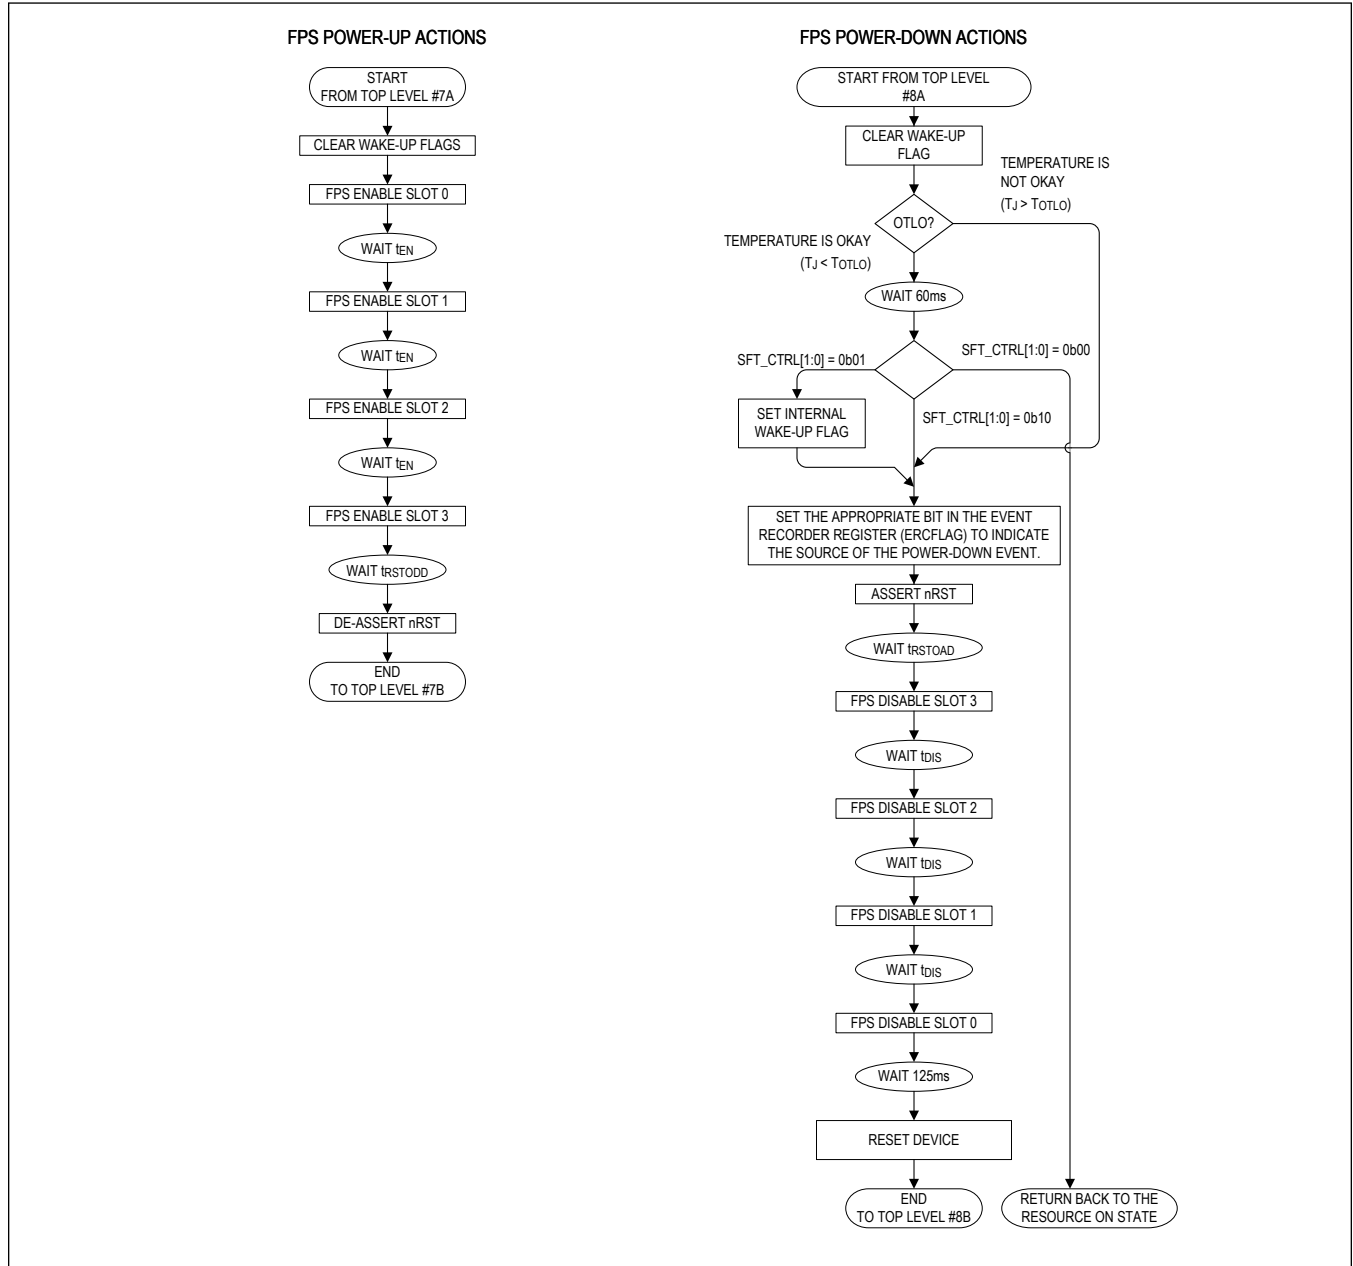 FPS POWER-UP ACTIONS
START
FROM TOP LEVEL #7A
CLEAR WAKE-UP FLAGS
FPS ENABLE SLOT 0
WAIT tEN
FPS ENABLE SLOT 1
WAIT tEN
FPS ENABLE SLOT 2
WAIT tEN
FPS ENABLE SLOT 3
WAIT tRSTODD
DE-ASSERT nRST
END
TO TOP LEVEL #7B
FPS POWER-DOWN ACTIONS
START FROM TOP LEVEL
#8A
CLEAR WAKE-UP
FLAG
OTLO?
TEMPERATURE IS
NOT OKAY
(TJ > TOTLO)
TEMPERATURE IS OKAY
(TJ < TOTLO)
WAIT 60ms
SFT_CTRL[1:0] = 0b01
SFT_CTRL[1:0] = 0b00
SET INTERNAL
WAKE-UP FLAG
SFT_CTRL[1:0] = 0b10
SET THE APPROPRIATE BIT IN THE EVENT
RECORDER REGISTER (ERCFLAG) TO INDICATE
THE SOURCE OF THE POWER-DOWN EVENT.
ASSERT nRST
WAIT tRSTOAD
FPS DISABLE SLOT 3
WAIT tDIS
FPS DISABLE SLOT 2
WAIT tDIS
FPS DISABLE SLOT 1
WAIT tDIS
FPS DISABLE SLOT 0
WAIT 125ms
RESET DEVICE
END
TO TOP LEVEL #8B
RETURN BACK TO THE
RESOURCE ON STATE